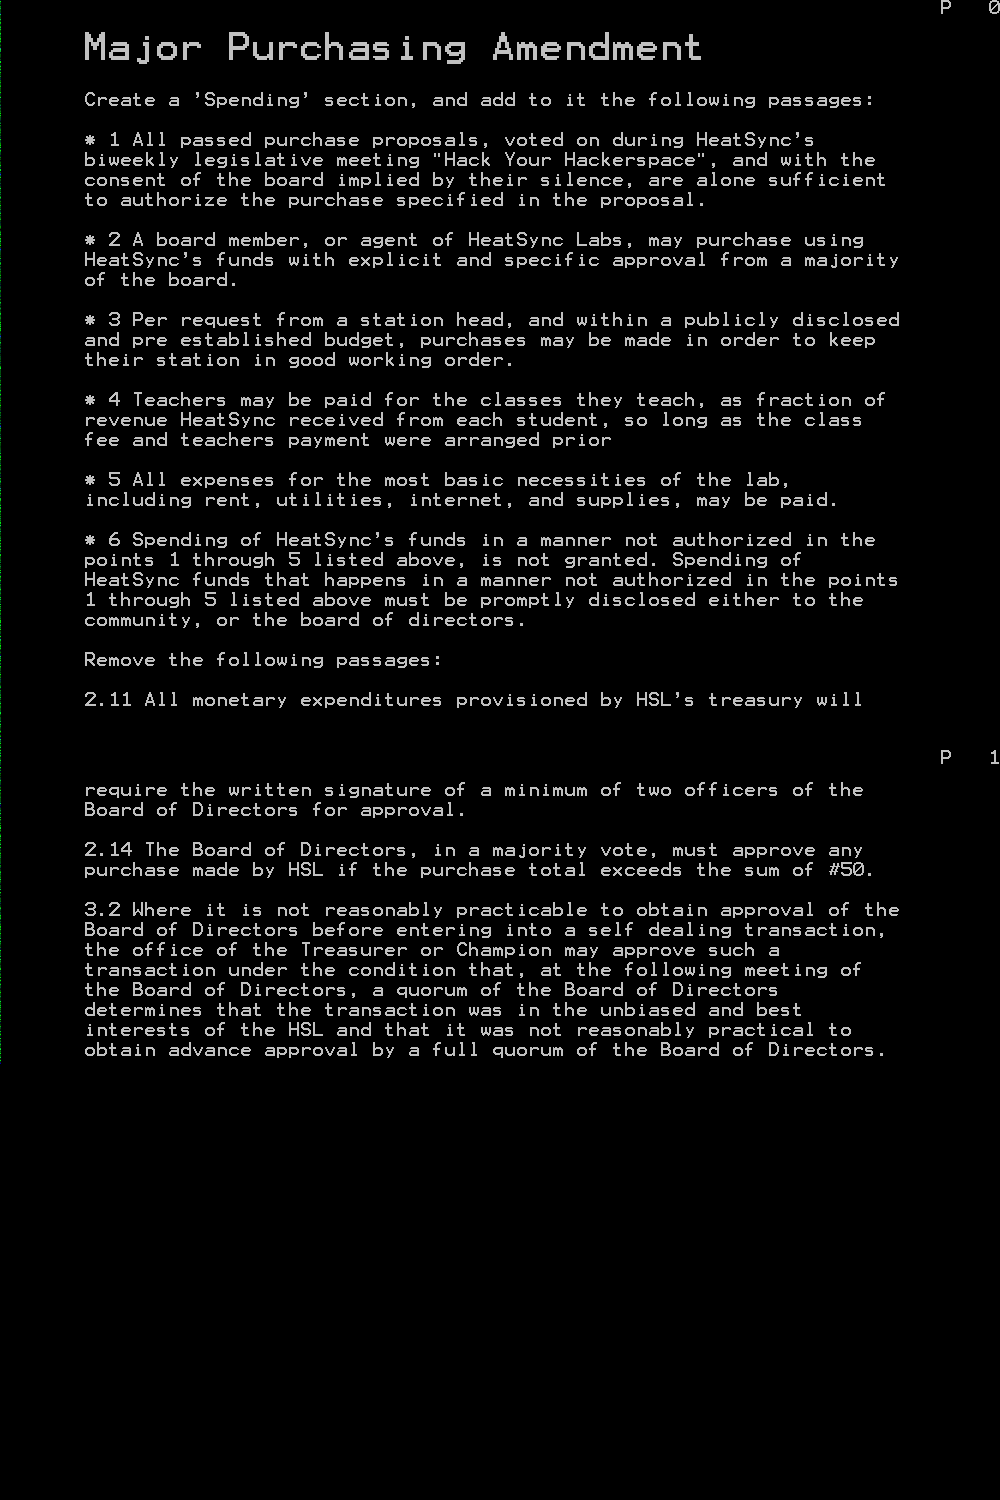 P 0
Major Purchasing Amendment
Create a 'Spending' section, and add to it the following passages:
* 1 All passed purchase proposals, voted on during HeatSync's
biweekly legislative meeting "Hack Your Hackerspace", and with the
consent of the board implied by their silence, are alone sufficient
to authorize the purchase specified in the proposal.
* 2 A board member, or agent of HeatSync Labs, may purchase using
HeatSync's funds with explicit and specific approval from a majority
of the board.
* 3 Per request from a station head, and within a publicly disclosed
and pre established budget, purchases may be made in order to keep
their station in good working order.
* 4 Teachers may be paid for the classes they teach, as fraction of
revenue HeatSync received from each student, so long as the class
fee and teachers payment were arranged prior
* 5 All expenses for the most basic necessities of the lab,
including rent, utilities, internet, and supplies, may be paid.
* 6 Spending of HeatSync's funds in a manner not authorized in the
points 1 through 5 listed above, is not granted. Spending of
HeatSync funds that happens in a manner not authorized in the points
1 through 5 listed above must be promptly disclosed either to the
community, or the board of directors.
Remove the following passages:
2.11 All monetary expenditures provisioned by HSL's treasury will
P 1
require the written signature of a minimum of two officers of the
Board of Directors for approval.
2.14 The Board of Directors, in a majority vote, must approve any
purchase made by HSL if the purchase total exceeds the sum of #50.
3.2 Where it is not reasonably practicable to obtain approval of the
Board of Directors before entering into a self dealing transaction,
the office of the Treasurer or Champion may approve such a
transaction under the condition that, at the following meeting of
the Board of Directors, a quorum of the Board of Directors
determines that the transaction was in the unbiased and best
interests of the HSL and that it was not reasonably practical to
obtain advance approval by a full quorum of the Board of Directors.